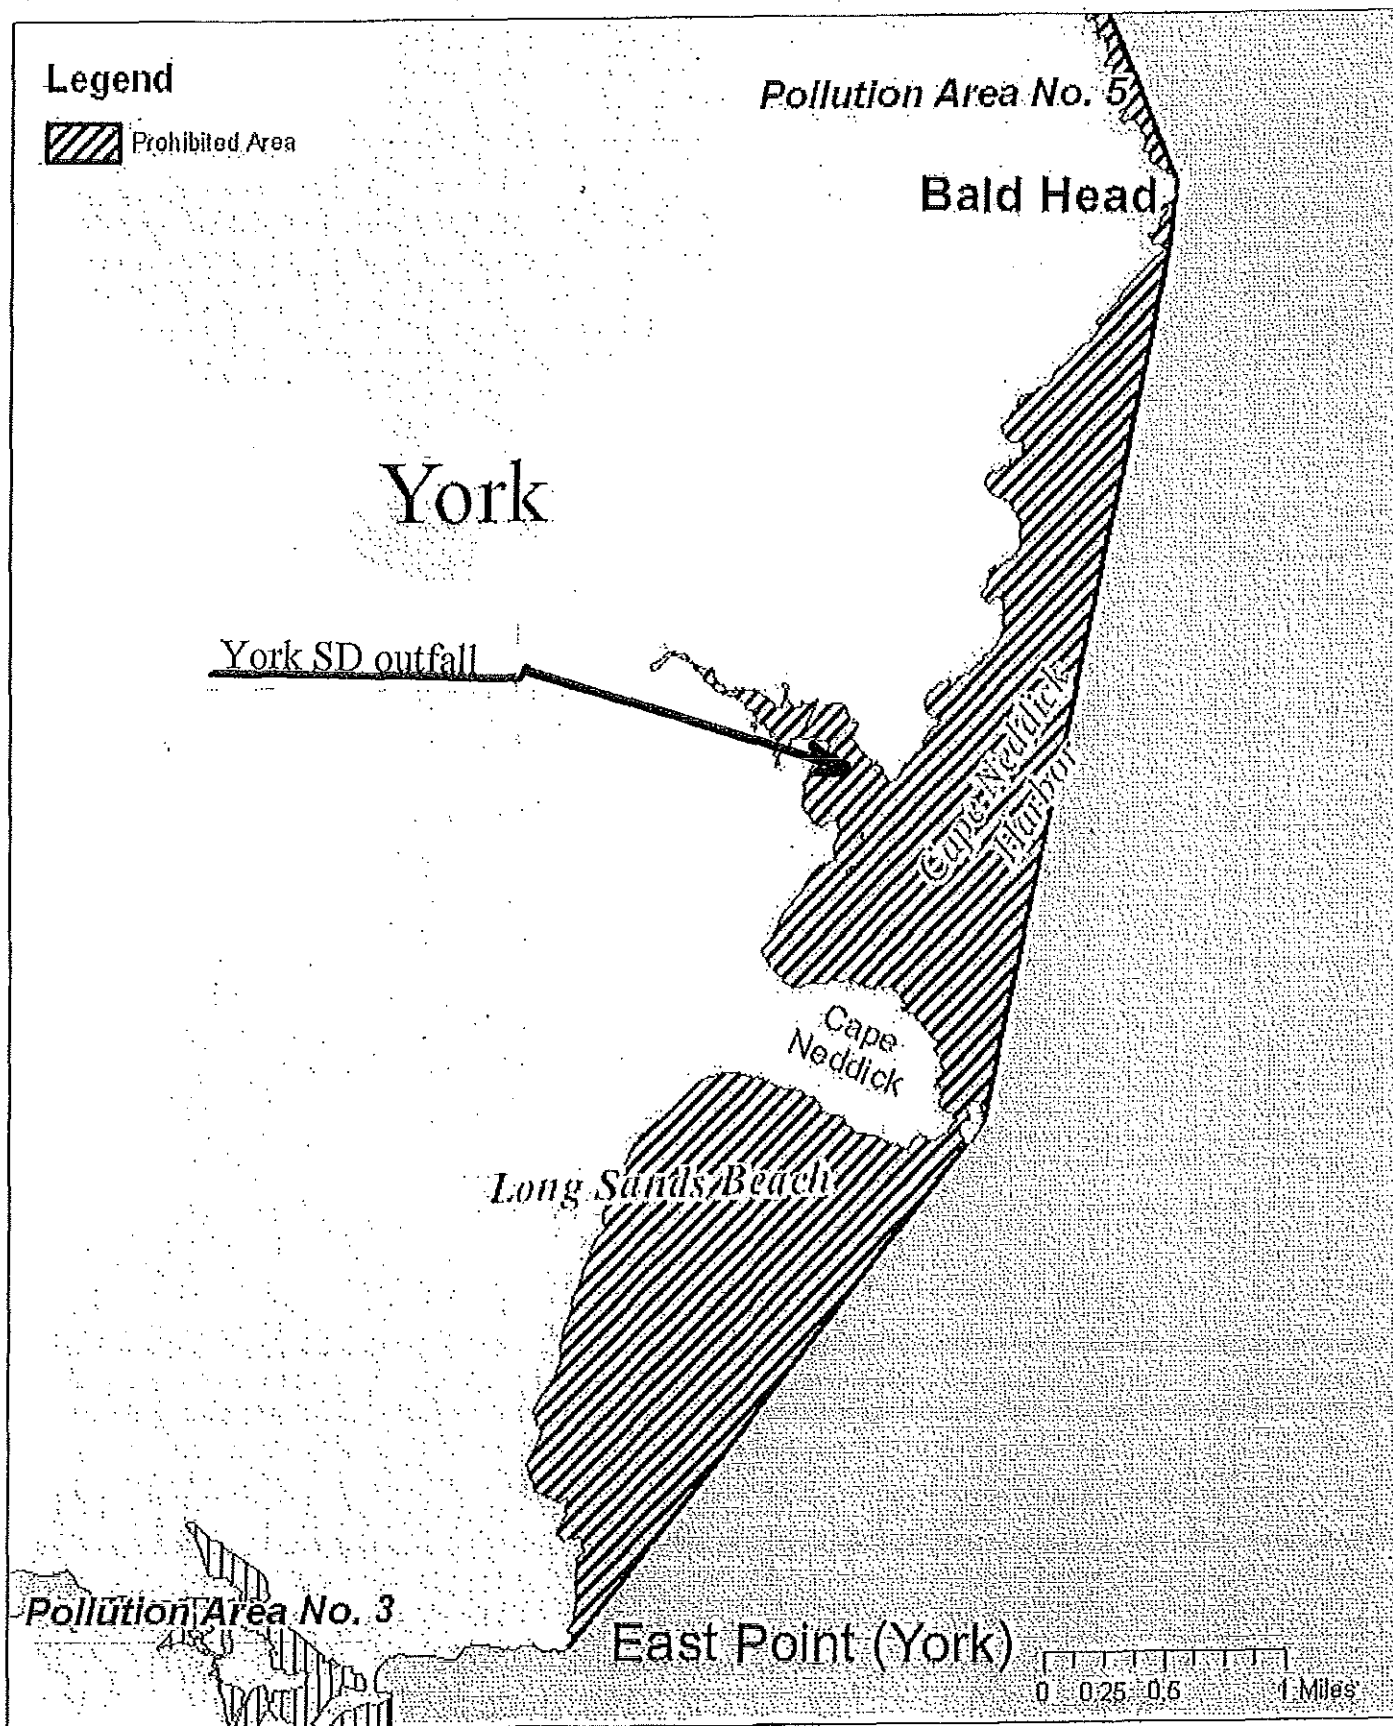 Legend
Prohibited Area
Pollution Area No. 5
Bald Head
York
York SD outfall
Cape Neddick
Harbor
Cape
Neddick
Long Sands Beach
Pollution Area No. 3
East Point (York)
0 0.25 0.5 1 Miles